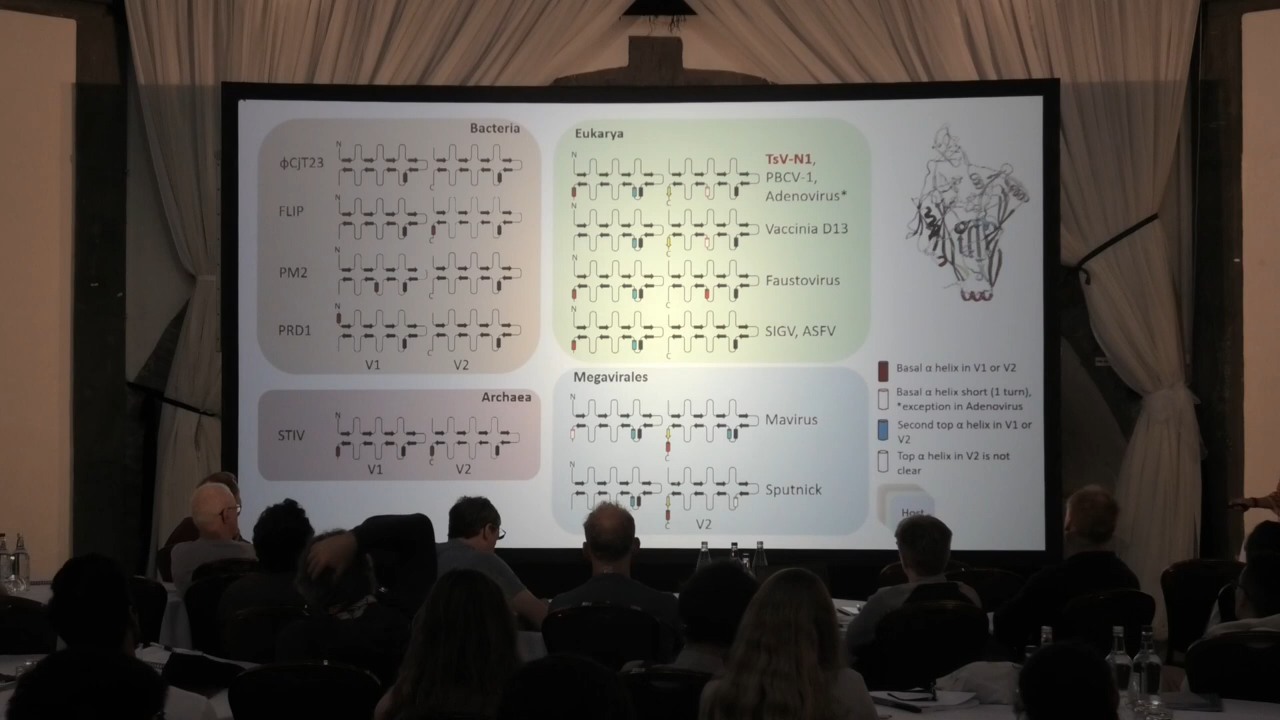 Bacteria
ϕCJT23
FLIP
PM2
PRD1
V1 V2
Archaea
STIV
V1 V2
Eukarya
TsV-N1,
PBCV-1,
Adenovirus*
Vaccinia D13
Faustovirus
SIGV, ASFV
Megavirales
Mavirus
Sputnick
V2
Basal α helix in V1 or V2
Basal α helix short (1 turn),
*exception in Adenovirus
Second top α helix in V1 or
V2
Top α helix in V2 is not
clear
Host